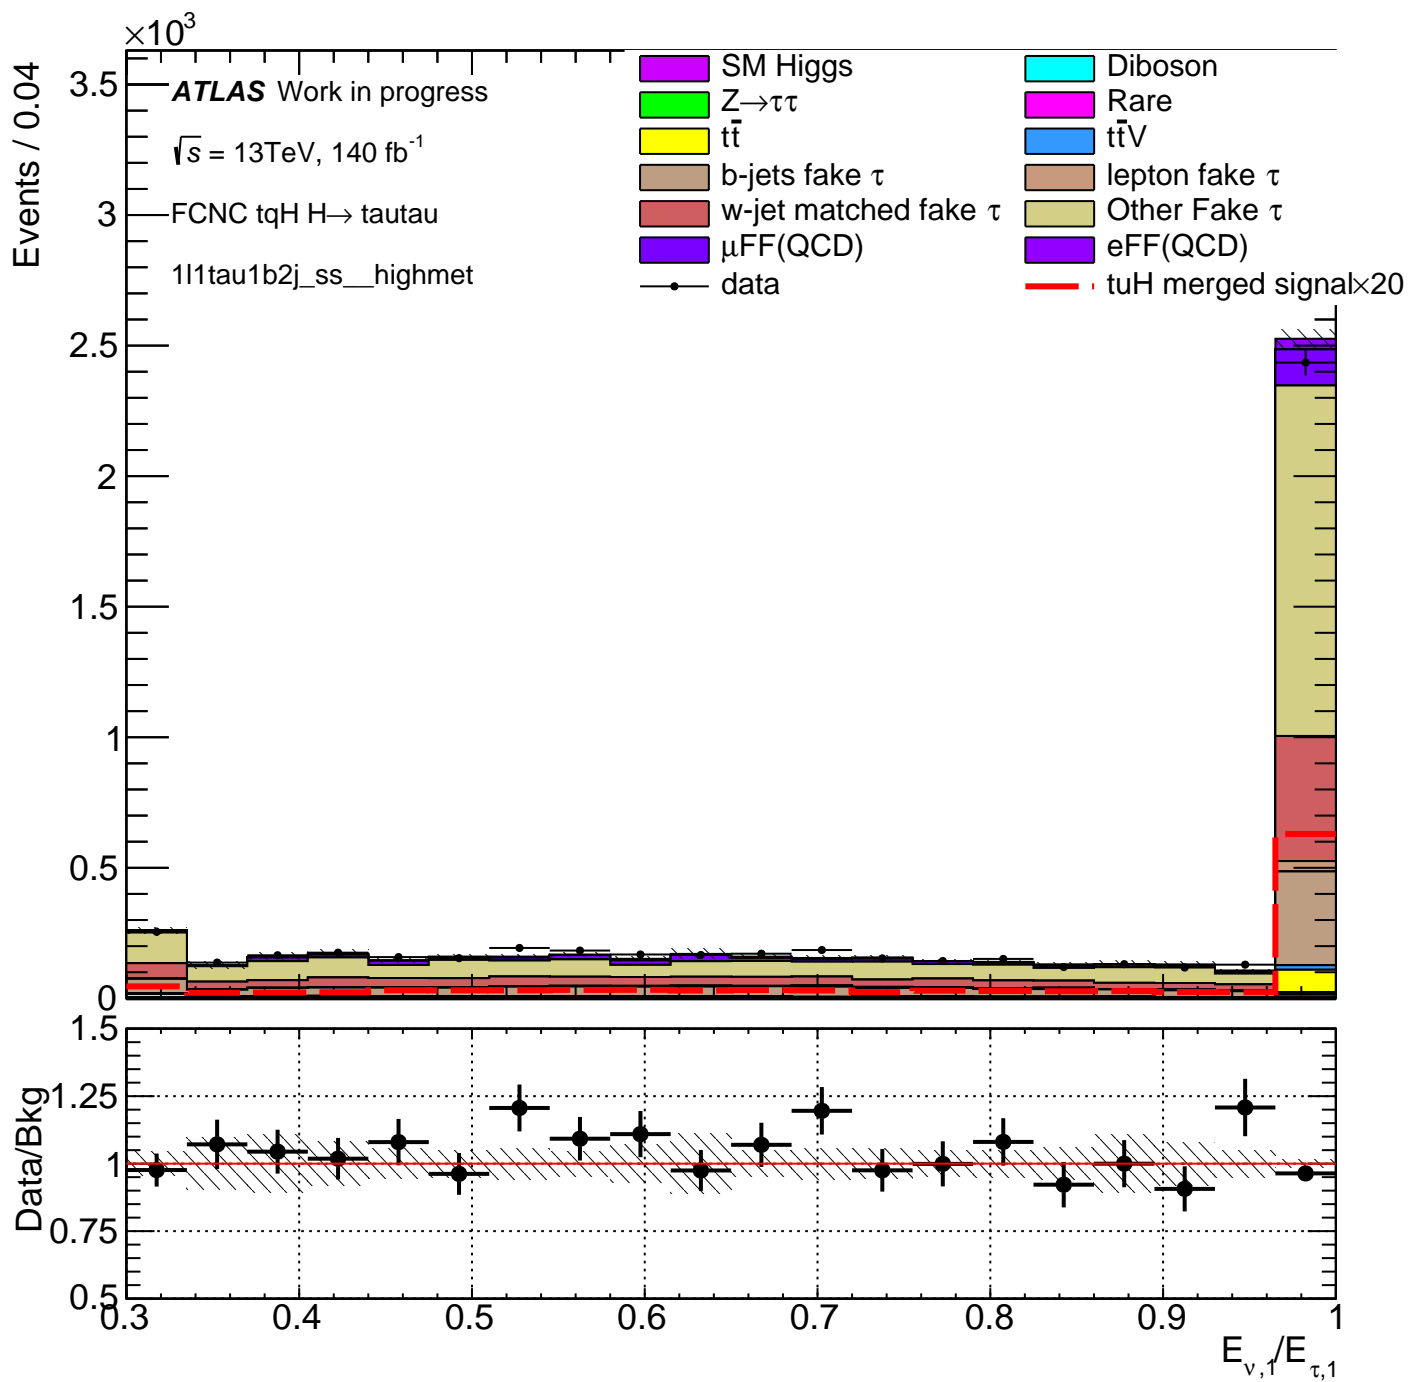 ×10³
Events / 0.04
3.5
3
2.5
2
1.5
1
0.5
0
ATLAS Work in progress
√s = 13TeV, 140 fb⁻¹
FCNC tqH H→ tautau
1l1tau1b2j_ss__highmet
SM Higgs
Z→ττ
tt̄
b-jets fake τ
w-jet matched fake τ
μFF(QCD)
data
Diboson
Rare
tt̄V
lepton fake τ
Other Fake τ
eFF(QCD)
tuH merged signal×20
Data/Bkg
1.5
1.25
1
0.75
0.5
0.3 0.4 0.5 0.6 0.7 0.8 0.9 1
E_ν,1/E_τ,1